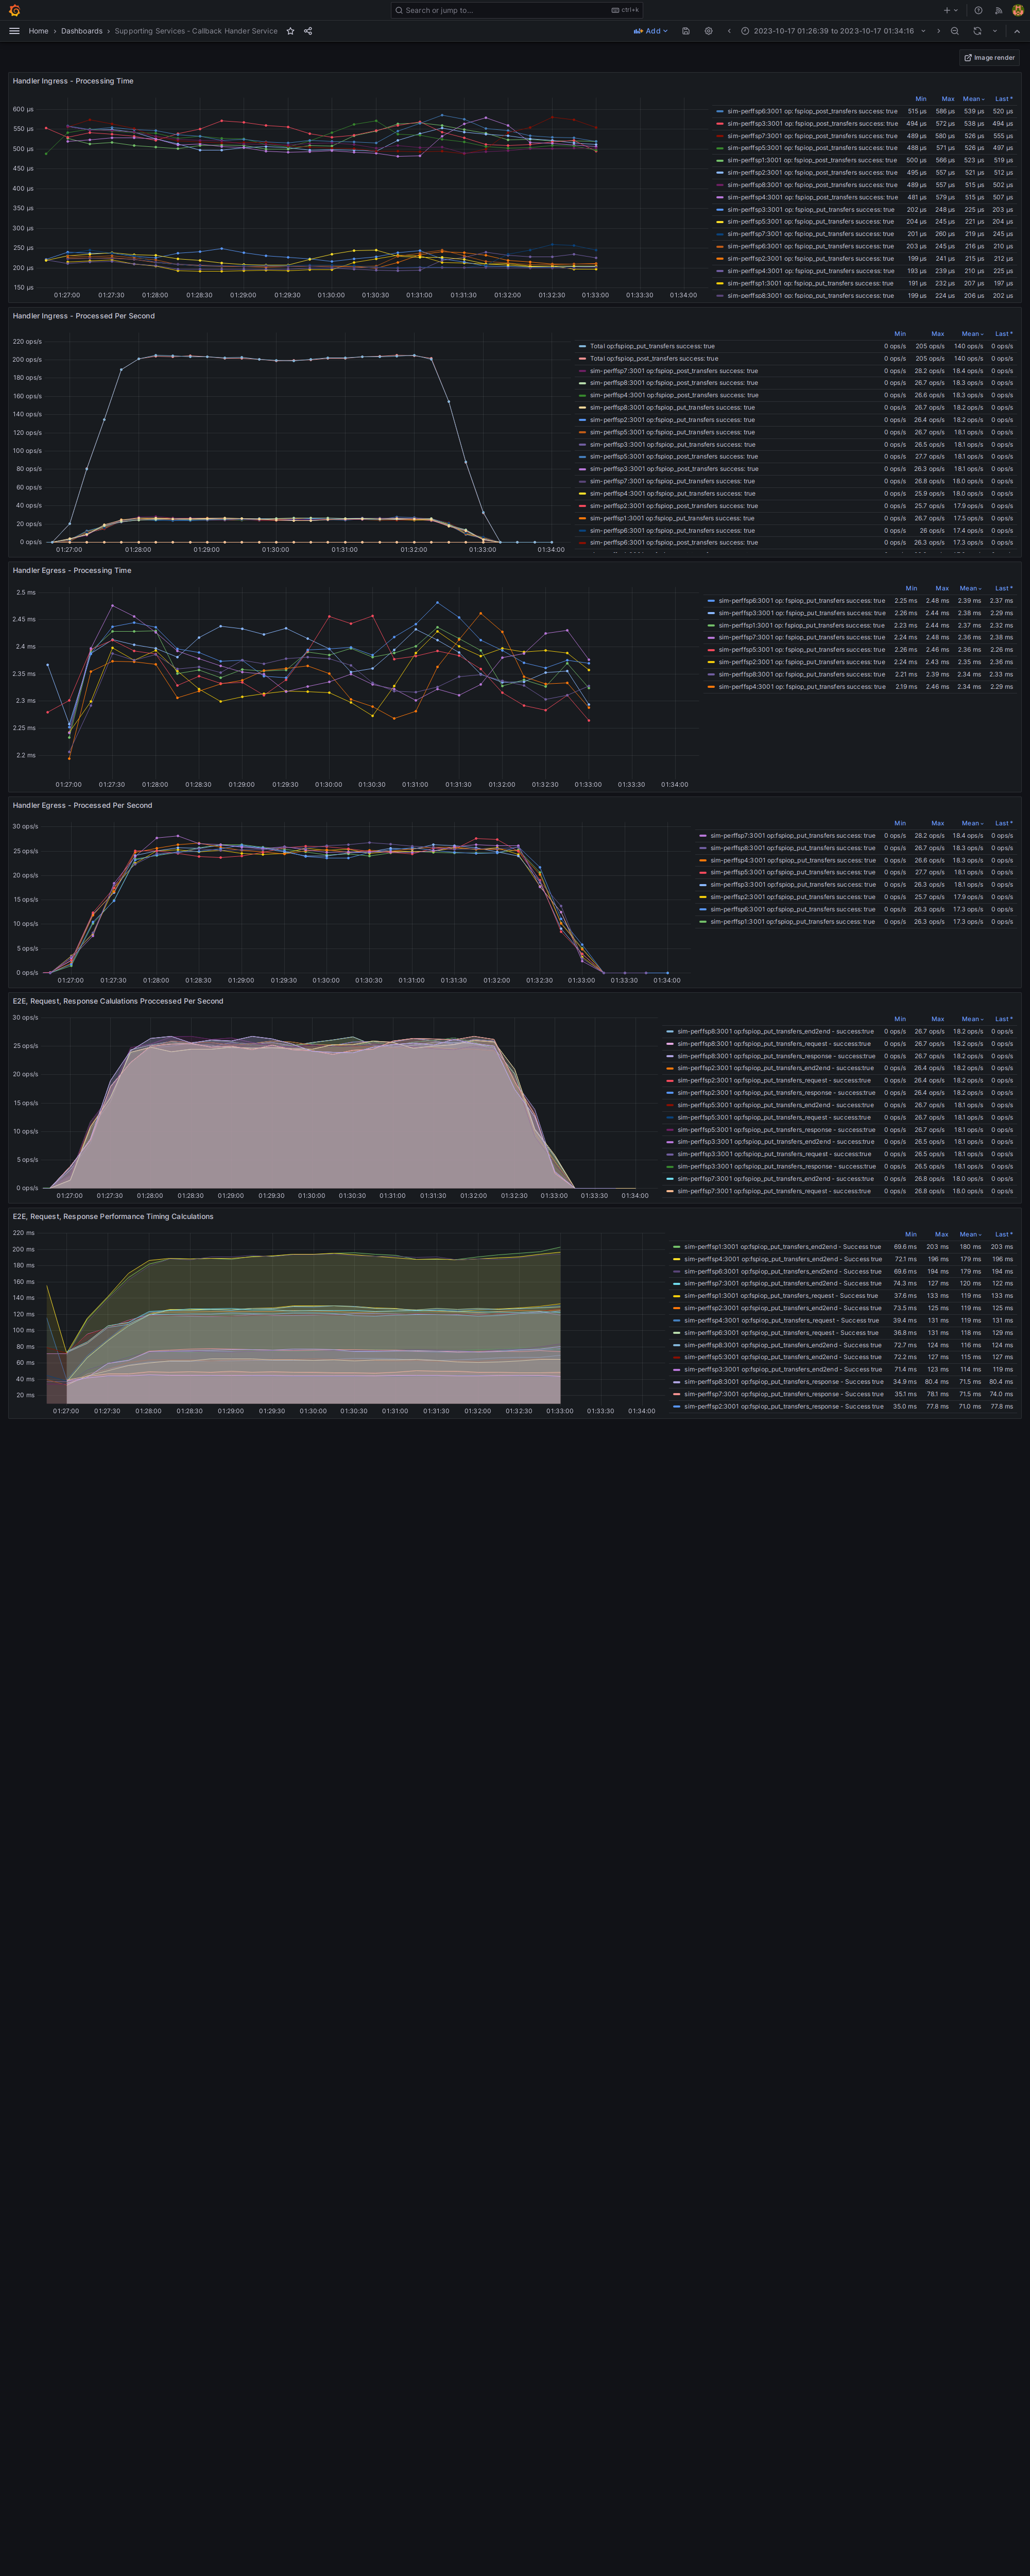 Search or jump to... ctrl+k
Home › Dashboards › Supporting Services - Callback Hander Service Add 2023-10-17 01:26:39 to 2023-10-17 01:34:16
Image render
Handler Ingress - Processing Time
Min Max Mean Last *
600 µs
550 µs
500 µs
450 µs
400 µs
350 µs
300 µs
250 µs
200 µs
150 µs
01:27:00 01:27:30 01:28:00 01:28:30 01:29:00 01:29:30 01:30:00 01:30:30 01:31:00 01:31:30 01:32:00 01:32:30 01:33:00 01:33:30 01:34:00
sim-perffsp6:3001 op: fspiop_post_transfers success: true 515 µs 586 µs 539 µs 520 µs
sim-perffsp3:3001 op: fspiop_post_transfers success: true 494 µs 572 µs 538 µs 494 µs
sim-perffsp7:3001 op: fspiop_post_transfers success: true 489 µs 580 µs 526 µs 555 µs
sim-perffsp5:3001 op: fspiop_post_transfers success: true 488 µs 571 µs 526 µs 497 µs
sim-perffsp1:3001 op: fspiop_post_transfers success: true 500 µs 566 µs 523 µs 519 µs
sim-perffsp2:3001 op: fspiop_post_transfers success: true 495 µs 557 µs 521 µs 512 µs
sim-perffsp8:3001 op: fspiop_post_transfers success: true 489 µs 557 µs 515 µs 502 µs
sim-perffsp4:3001 op: fspiop_post_transfers success: true 481 µs 579 µs 515 µs 507 µs
sim-perffsp3:3001 op: fspiop_put_transfers success: true 202 µs 248 µs 225 µs 203 µs
sim-perffsp5:3001 op: fspiop_put_transfers success: true 204 µs 245 µs 221 µs 204 µs
sim-perffsp7:3001 op: fspiop_put_transfers success: true 201 µs 260 µs 219 µs 245 µs
sim-perffsp6:3001 op: fspiop_put_transfers success: true 203 µs 245 µs 216 µs 210 µs
sim-perffsp2:3001 op: fspiop_put_transfers success: true 199 µs 241 µs 215 µs 212 µs
sim-perffsp4:3001 op: fspiop_put_transfers success: true 193 µs 239 µs 210 µs 225 µs
sim-perffsp1:3001 op: fspiop_put_transfers success: true 191 µs 232 µs 207 µs 197 µs
sim-perffsp8:3001 op: fspiop_put_transfers success: true 199 µs 224 µs 206 µs 202 µs
Handler Ingress - Processed Per Second
Min Max Mean Last *
220 ops/s
200 ops/s
180 ops/s
160 ops/s
140 ops/s
120 ops/s
100 ops/s
80 ops/s
60 ops/s
40 ops/s
20 ops/s
0 ops/s
01:27:00 01:28:00 01:29:00 01:30:00 01:31:00 01:32:00 01:33:00 01:34:00
Total op:fspiop_put_transfers success: true 0 ops/s 205 ops/s 140 ops/s 0 ops/s
Total op:fspiop_post_transfers success: true 0 ops/s 205 ops/s 140 ops/s 0 ops/s
sim-perffsp7:3001 op:fspiop_post_transfers success: true 0 ops/s 28.2 ops/s 18.4 ops/s 0 ops/s
sim-perffsp8:3001 op:fspiop_post_transfers success: true 0 ops/s 26.7 ops/s 18.3 ops/s 0 ops/s
sim-perffsp4:3001 op:fspiop_post_transfers success: true 0 ops/s 26.6 ops/s 18.3 ops/s 0 ops/s
sim-perffsp8:3001 op:fspiop_put_transfers success: true 0 ops/s 26.7 ops/s 18.2 ops/s 0 ops/s
sim-perffsp2:3001 op:fspiop_put_transfers success: true 0 ops/s 26.4 ops/s 18.2 ops/s 0 ops/s
sim-perffsp5:3001 op:fspiop_put_transfers success: true 0 ops/s 26.7 ops/s 18.1 ops/s 0 ops/s
sim-perffsp3:3001 op:fspiop_put_transfers success: true 0 ops/s 26.5 ops/s 18.1 ops/s 0 ops/s
sim-perffsp5:3001 op:fspiop_post_transfers success: true 0 ops/s 27.7 ops/s 18.1 ops/s 0 ops/s
sim-perffsp3:3001 op:fspiop_post_transfers success: true 0 ops/s 26.3 ops/s 18.1 ops/s 0 ops/s
sim-perffsp7:3001 op:fspiop_put_transfers success: true 0 ops/s 26.8 ops/s 18.0 ops/s 0 ops/s
sim-perffsp4:3001 op:fspiop_put_transfers success: true 0 ops/s 25.9 ops/s 18.0 ops/s 0 ops/s
sim-perffsp2:3001 op:fspiop_post_transfers success: true 0 ops/s 25.7 ops/s 17.9 ops/s 0 ops/s
sim-perffsp1:3001 op:fspiop_put_transfers success: true 0 ops/s 26.7 ops/s 17.5 ops/s 0 ops/s
sim-perffsp6:3001 op:fspiop_put_transfers success: true 0 ops/s 26 ops/s 17.4 ops/s 0 ops/s
sim-perffsp6:3001 op:fspiop_post_transfers success: true 0 ops/s 26.3 ops/s 17.3 ops/s 0 ops/s
Handler Egress - Processing Time
Min Max Mean Last *
2.5 ms
2.45 ms
2.4 ms
2.35 ms
2.3 ms
2.25 ms
2.2 ms
01:27:00 01:27:30 01:28:00 01:28:30 01:29:00 01:29:30 01:30:00 01:30:30 01:31:00 01:31:30 01:32:00 01:32:30 01:33:00 01:33:30 01:34:00
sim-perffsp6:3001 op: fspiop_put_transfers success: true 2.25 ms 2.48 ms 2.39 ms 2.37 ms
sim-perffsp3:3001 op: fspiop_put_transfers success: true 2.26 ms 2.44 ms 2.38 ms 2.29 ms
sim-perffsp1:3001 op: fspiop_put_transfers success: true 2.23 ms 2.44 ms 2.37 ms 2.32 ms
sim-perffsp7:3001 op: fspiop_put_transfers success: true 2.24 ms 2.48 ms 2.36 ms 2.38 ms
sim-perffsp5:3001 op: fspiop_put_transfers success: true 2.26 ms 2.46 ms 2.36 ms 2.26 ms
sim-perffsp2:3001 op: fspiop_put_transfers success: true 2.24 ms 2.43 ms 2.35 ms 2.36 ms
sim-perffsp8:3001 op: fspiop_put_transfers success: true 2.21 ms 2.39 ms 2.34 ms 2.33 ms
sim-perffsp4:3001 op: fspiop_put_transfers success: true 2.19 ms 2.46 ms 2.34 ms 2.29 ms
Handler Egress - Processed Per Second
Min Max Mean Last *
30 ops/s
25 ops/s
20 ops/s
15 ops/s
10 ops/s
5 ops/s
0 ops/s
01:27:00 01:27:30 01:28:00 01:28:30 01:29:00 01:29:30 01:30:00 01:30:30 01:31:00 01:31:30 01:32:00 01:32:30 01:33:00 01:33:30 01:34:00
sim-perffsp7:3001 op:fspiop_put_transfers success: true 0 ops/s 28.2 ops/s 18.4 ops/s 0 ops/s
sim-perffsp8:3001 op:fspiop_put_transfers success: true 0 ops/s 26.7 ops/s 18.3 ops/s 0 ops/s
sim-perffsp4:3001 op:fspiop_put_transfers success: true 0 ops/s 26.6 ops/s 18.3 ops/s 0 ops/s
sim-perffsp5:3001 op:fspiop_put_transfers success: true 0 ops/s 27.7 ops/s 18.1 ops/s 0 ops/s
sim-perffsp3:3001 op:fspiop_put_transfers success: true 0 ops/s 26.3 ops/s 18.1 ops/s 0 ops/s
sim-perffsp2:3001 op:fspiop_put_transfers success: true 0 ops/s 25.7 ops/s 17.9 ops/s 0 ops/s
sim-perffsp6:3001 op:fspiop_put_transfers success: true 0 ops/s 26.3 ops/s 17.3 ops/s 0 ops/s
sim-perffsp1:3001 op:fspiop_put_transfers success: true 0 ops/s 26.3 ops/s 17.3 ops/s 0 ops/s
E2E, Request, Response Calulations Proccessed Per Second
Min Max Mean Last *
30 ops/s
25 ops/s
20 ops/s
15 ops/s
10 ops/s
5 ops/s
0 ops/s
01:27:00 01:27:30 01:28:00 01:28:30 01:29:00 01:29:30 01:30:00 01:30:30 01:31:00 01:31:30 01:32:00 01:32:30 01:33:00 01:33:30 01:34:00
sim-perffsp8:3001 op:fspiop_put_transfers_end2end - success:true 0 ops/s 26.7 ops/s 18.2 ops/s 0 ops/s
sim-perffsp8:3001 op:fspiop_put_transfers_request - success:true 0 ops/s 26.7 ops/s 18.2 ops/s 0 ops/s
sim-perffsp8:3001 op:fspiop_put_transfers_response - success:true 0 ops/s 26.7 ops/s 18.2 ops/s 0 ops/s
sim-perffsp2:3001 op:fspiop_put_transfers_end2end - success:true 0 ops/s 26.4 ops/s 18.2 ops/s 0 ops/s
sim-perffsp2:3001 op:fspiop_put_transfers_request - success:true 0 ops/s 26.4 ops/s 18.2 ops/s 0 ops/s
sim-perffsp2:3001 op:fspiop_put_transfers_response - success:true 0 ops/s 26.4 ops/s 18.2 ops/s 0 ops/s
sim-perffsp5:3001 op:fspiop_put_transfers_end2end - success:true 0 ops/s 26.7 ops/s 18.1 ops/s 0 ops/s
sim-perffsp5:3001 op:fspiop_put_transfers_request - success:true 0 ops/s 26.7 ops/s 18.1 ops/s 0 ops/s
sim-perffsp5:3001 op:fspiop_put_transfers_response - success:true 0 ops/s 26.7 ops/s 18.1 ops/s 0 ops/s
sim-perffsp3:3001 op:fspiop_put_transfers_end2end - success:true 0 ops/s 26.5 ops/s 18.1 ops/s 0 ops/s
sim-perffsp3:3001 op:fspiop_put_transfers_request - success:true 0 ops/s 26.5 ops/s 18.1 ops/s 0 ops/s
sim-perffsp3:3001 op:fspiop_put_transfers_response - success:true 0 ops/s 26.5 ops/s 18.1 ops/s 0 ops/s
sim-perffsp7:3001 op:fspiop_put_transfers_end2end - success:true 0 ops/s 26.8 ops/s 18.0 ops/s 0 ops/s
sim-perffsp7:3001 op:fspiop_put_transfers_request - success:true 0 ops/s 26.8 ops/s 18.0 ops/s 0 ops/s
E2E, Request, Response Performance Timing Calculations
Min Max Mean Last *
220 ms
200 ms
180 ms
160 ms
140 ms
120 ms
100 ms
80 ms
60 ms
40 ms
20 ms
01:27:00 01:27:30 01:28:00 01:28:30 01:29:00 01:29:30 01:30:00 01:30:30 01:31:00 01:31:30 01:32:00 01:32:30 01:33:00 01:33:30 01:34:00
sim-perffsp1:3001 op:fspiop_put_transfers_end2end - Success true 69.6 ms 203 ms 180 ms 203 ms
sim-perffsp4:3001 op:fspiop_put_transfers_end2end - Success true 72.1 ms 196 ms 179 ms 196 ms
sim-perffsp6:3001 op:fspiop_put_transfers_end2end - Success true 69.6 ms 194 ms 179 ms 194 ms
sim-perffsp7:3001 op:fspiop_put_transfers_end2end - Success true 74.3 ms 127 ms 120 ms 122 ms
sim-perffsp1:3001 op:fspiop_put_transfers_request - Success true 37.6 ms 133 ms 119 ms 133 ms
sim-perffsp2:3001 op:fspiop_put_transfers_end2end - Success true 73.5 ms 125 ms 119 ms 125 ms
sim-perffsp4:3001 op:fspiop_put_transfers_request - Success true 39.4 ms 131 ms 119 ms 131 ms
sim-perffsp6:3001 op:fspiop_put_transfers_request - Success true 36.8 ms 131 ms 118 ms 129 ms
sim-perffsp8:3001 op:fspiop_put_transfers_end2end - Success true 72.7 ms 124 ms 116 ms 124 ms
sim-perffsp5:3001 op:fspiop_put_transfers_end2end - Success true 72.2 ms 127 ms 115 ms 127 ms
sim-perffsp3:3001 op:fspiop_put_transfers_end2end - Success true 71.4 ms 123 ms 114 ms 119 ms
sim-perffsp8:3001 op:fspiop_put_transfers_response - Success true 34.9 ms 80.4 ms 71.5 ms 80.4 ms
sim-perffsp7:3001 op:fspiop_put_transfers_response - Success true 35.1 ms 78.1 ms 71.5 ms 74.0 ms
sim-perffsp2:3001 op:fspiop_put_transfers_response - Success true 35.0 ms 77.8 ms 71.0 ms 77.8 ms